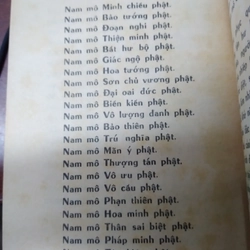 Nam mô Minh chiếu phật.
Nam mô Bảo tướng phật.
Nam mô Đoạn nghi phật.
Nam mô Thiện minh phật.
Nam mô Bất hư bộ phật.
Nam mô Giác ngộ phật.
Nam mô Hoa tướng phật.
Nam mô Sơn chủ vương phật.
Nam mô Đại oai đức phật.
Nam mô Biến kiến phật.
Nam mô Vô lượng danh phật.
Nam mô Bảo thiên phật.
Nam mô Trú nghĩa phật.
Nam mô Mãn ý phật.
Nam mô Thượng tán phật.
Nam mô Vô ưu phật.
Nam mô Vô cấu phật.
Nam mô Phạn thiên phật.
Nam mô Hoa minh phật.
Nam mô Thân sai biệt phật.
Nam mô Pháp minh phật.